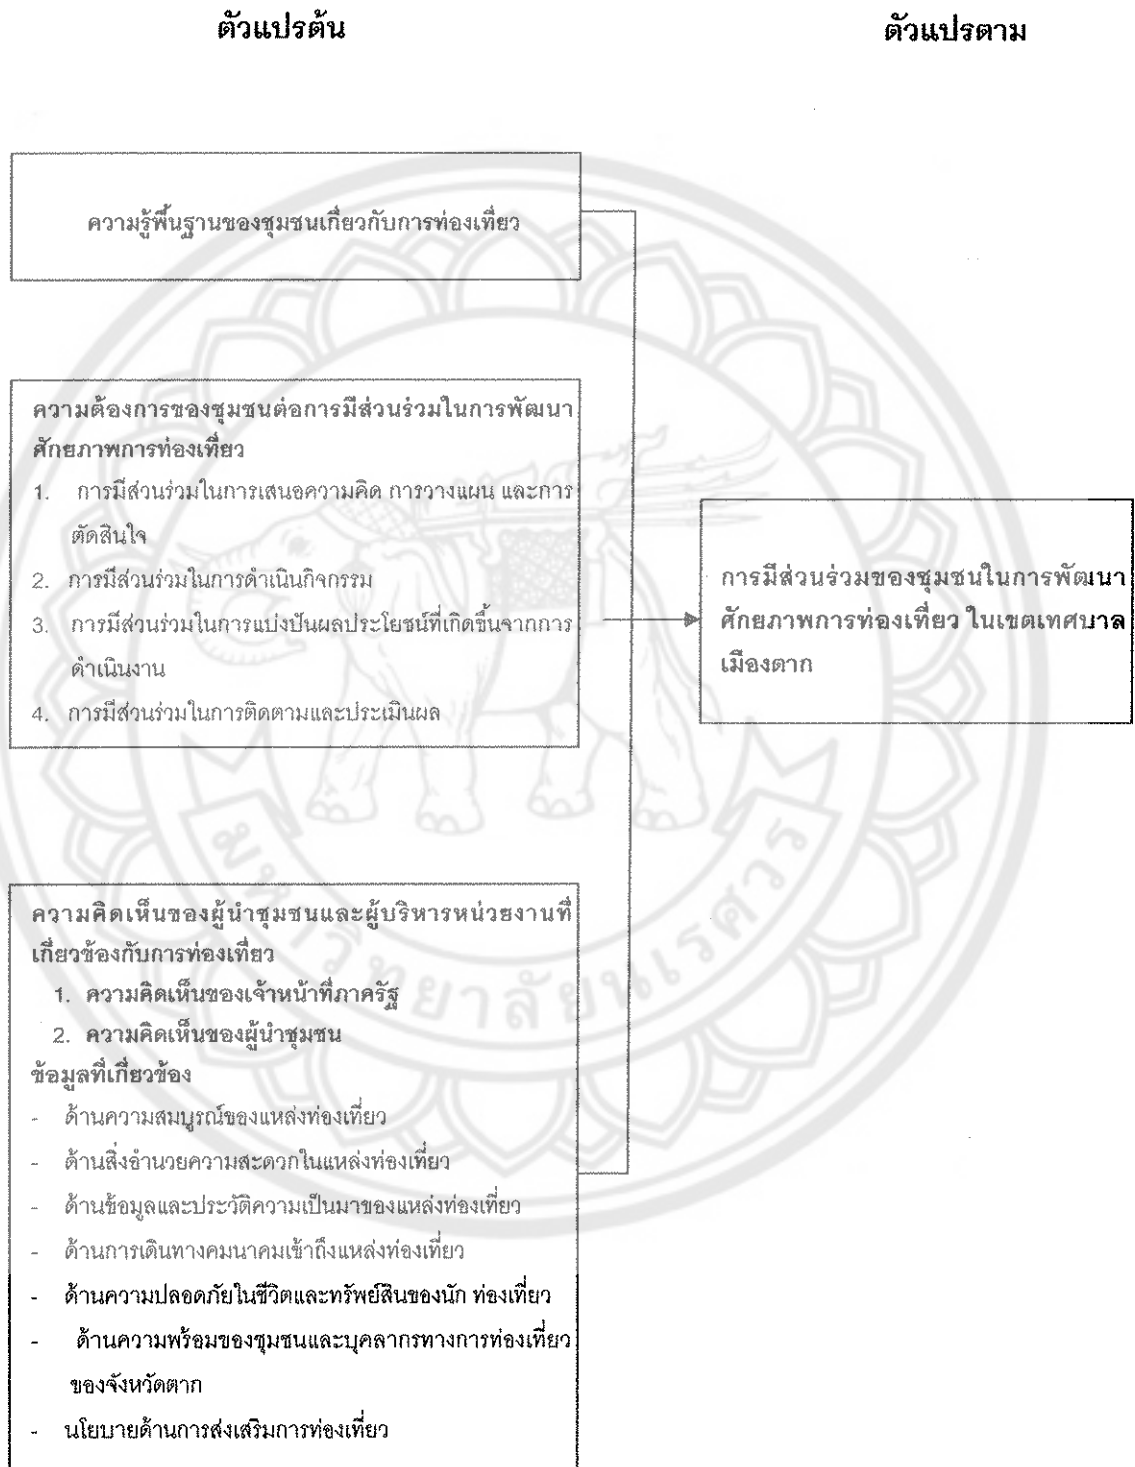 ตัวแปรต้น
ตัวแปรตาม
ความรู้พื้นฐานของชุมชนเกี่ยวกับการท่องเที่ยว
ความต้องการของชุมชนต่อการมีส่วนร่วมในการพัฒนา
ศักยภาพการท่องเที่ยว
1. การมีส่วนร่วมในการเสนอความคิด การวางแผน และการ
ตัดสินใจ
2. การมีส่วนร่วมในการดำเนินกิจกรรม
3. การมีส่วนร่วมในการแบ่งปันผลประโยชน์ที่เกิดขึ้นจากการ
ดำเนินงาน
4. การมีส่วนร่วมในการติดตามและประเมินผล
การมีส่วนร่วมของชุมชนในการพัฒนา
ศักยภาพการท่องเที่ยว ในเขตเทศบาล
เมืองตาก
ความคิดเห็นของผู้นำชุมชนและผู้บริหารหน่วยงานที่
เกี่ยวข้องกับการท่องเที่ยว
1. ความคิดเห็นของเจ้าหน้าที่ภาครัฐ
2. ความคิดเห็นของผู้นำชุมชน
ข้อมูลที่เกี่ยวข้อง
- ด้านความสมบูรณ์ของแหล่งท่องเที่ยว
- ด้านสิ่งอำนวยความสะดวกในแหล่งท่องเที่ยว
- ด้านข้อมูลและประวัติความเป็นมาของแหล่งท่องเที่ยว
- ด้านการเดินทางคมนาคมเข้าถึงแหล่งท่องเที่ยว
- ด้านความปลอดภัยในชีวิตและทรัพย์สินของนัก ท่องเที่ยว
- ด้านความพร้อมของชุมชนและบุคลากรทางการท่องเที่ยว
ของจังหวัดตาก
- นโยบายด้านการส่งเสริมการท่องเที่ยว
มหาวิทยาลัยนเรศวร